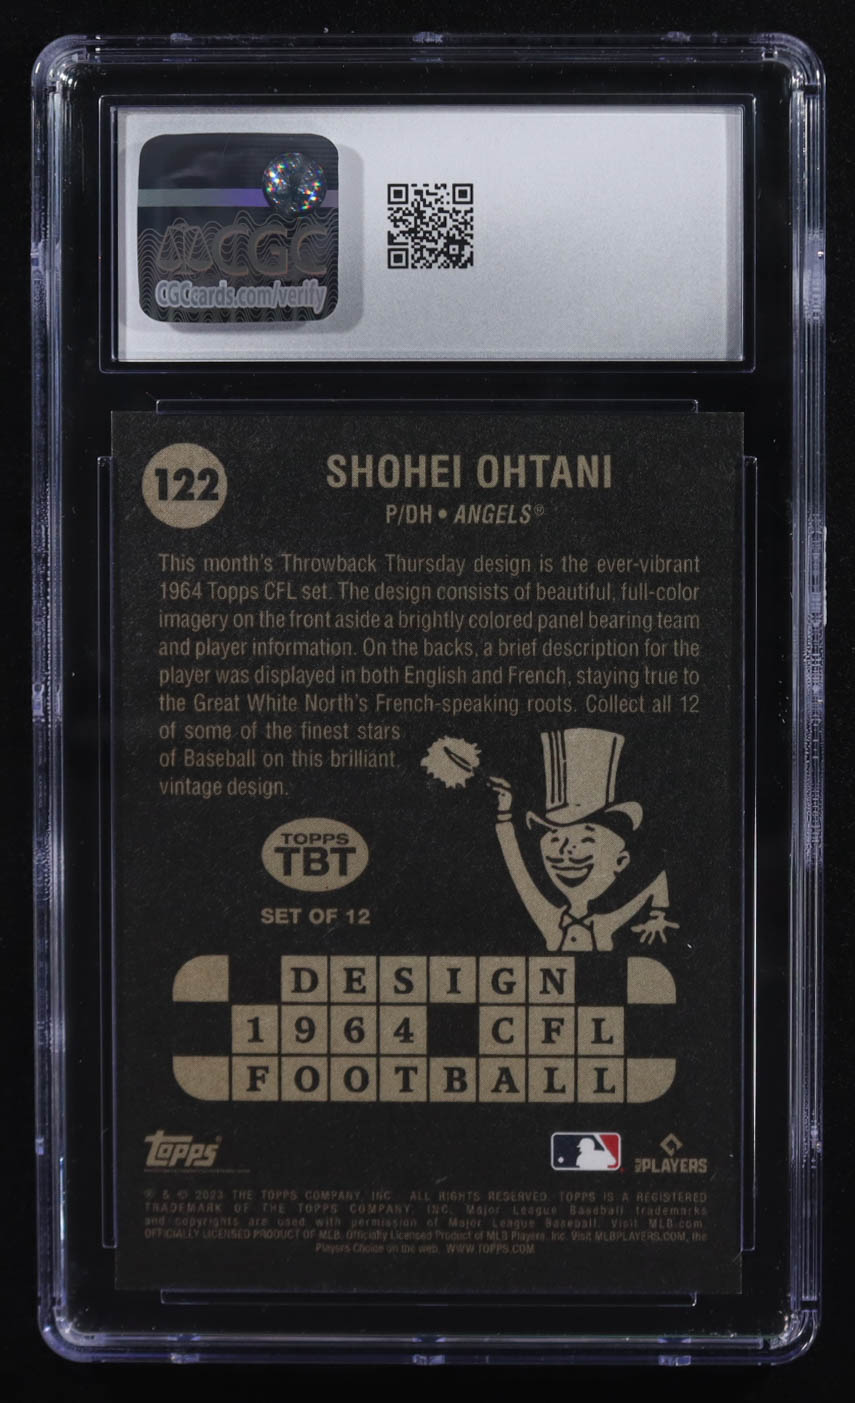 CGC
CGCcards.com/verify
122
SHOHEI OHTANI
P/DH • ANGELS®
This month's Throwback Thursday design is the ever-vibrant
1964 Topps CFL set. The design consists of beautiful, full-color
imagery on the front aside a brightly colored panel bearing team
and player information. On the backs, a brief description for the
player was displayed in both English and French, staying true to
the Great White North's French-speaking roots. Collect all 12
of some of the finest stars
of Baseball on this brilliant
vintage design.
TOPPS
TBT
SET OF 12
DESIGN
1964 CFL
FOOTBALL
Topps®
MLB PLAYERS
® & © 2023 THE TOPPS COMPANY, INC. ALL RIGHTS RESERVED. TOPPS IS A REGISTERED
TRADEMARK OF THE TOPPS COMPANY, INC. Major League Baseball trademarks
and copyrights are used with permission of Major League Baseball. Visit MLB.com.
OFFICIALLY LICENSED PRODUCT OF MLB. Officially Licensed Product of MLB Players, Inc. Visit MLBPLAYERS.COM, the
Players Choice on the web. WWW.TOPPS.COM